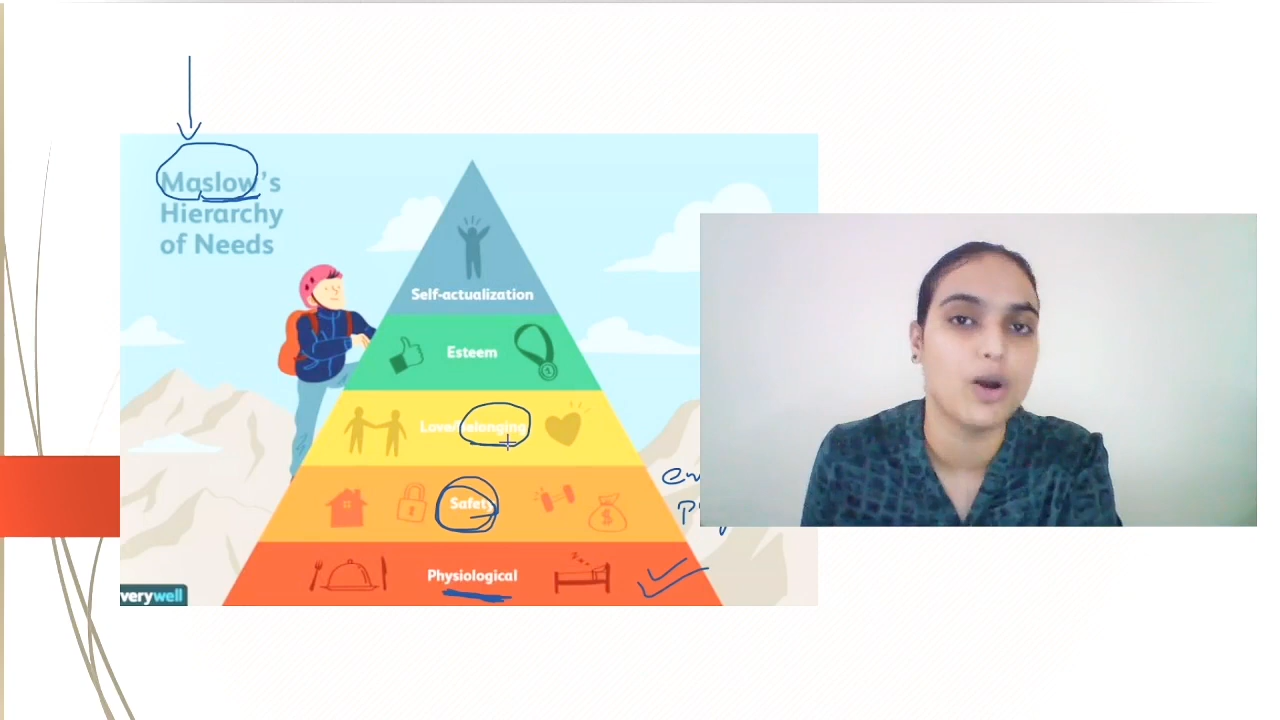 Maslow's
Hierarchy
of Needs
Self-actualization
Esteem
Love/Belonging
Safety
Physiological
verywell